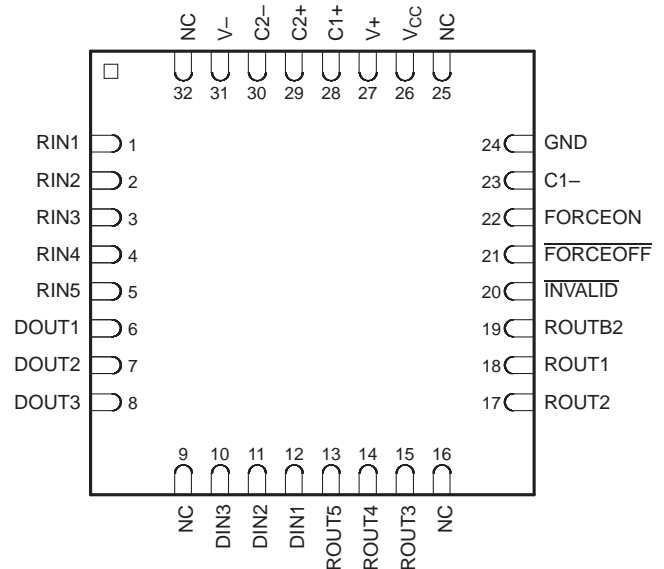 NC V– C2– C2+ C1+ V+ VCC NC
32 31 30 29 28 27 26 25
RIN1 1 24 GND
RIN2 2 23 C1–
RIN3 3 22 FORCEON
RIN4 4 21 FORCEOFF
RIN5 5 20 INVALID
DOUT1 6 19 ROUTB2
DOUT2 7 18 ROUT1
DOUT3 8 17 ROUT2
9 10 11 12 13 14 15 16
NC DIN3 DIN2 DIN1 ROUT5 ROUT4 ROUT3 NC